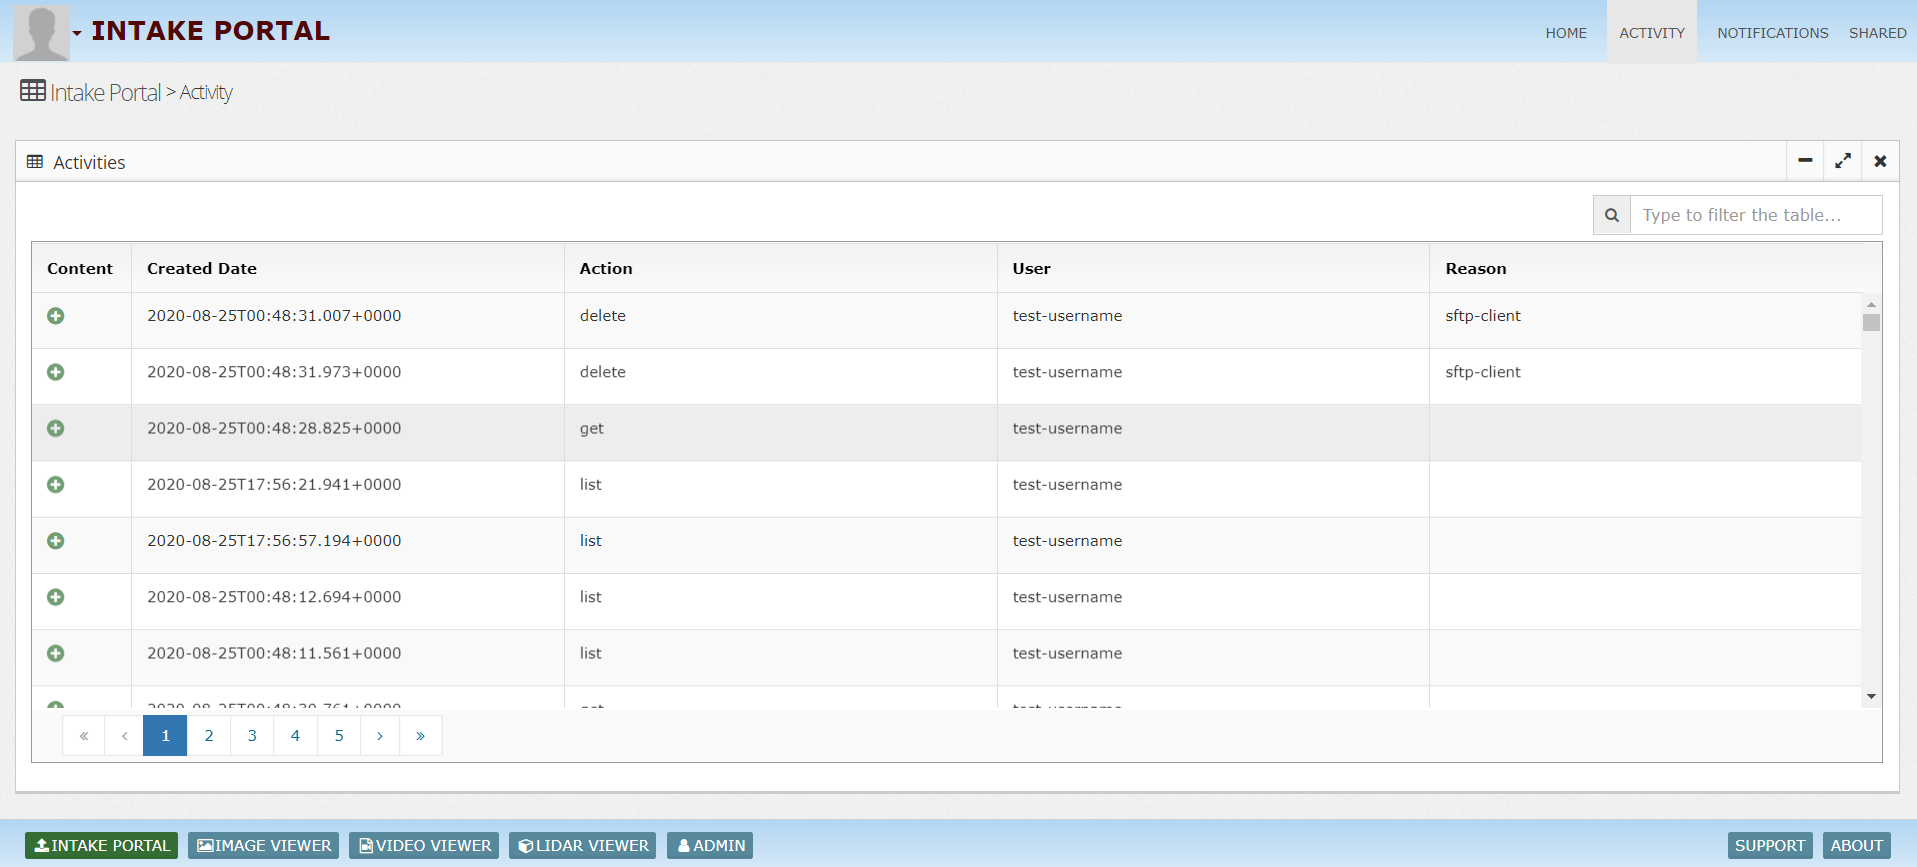 INTAKE PORTAL
HOME ACTIVITY NOTIFICATIONS SHARED
Intake Portal > Activity
Activities
Type to filter the table...
Content Created Date Action User Reason
2020-08-25T00:48:31.007+0000 delete test-username sftp-client
2020-08-25T00:48:31.973+0000 delete test-username sftp-client
2020-08-25T00:48:28.825+0000 get test-username
2020-08-25T17:56:21.941+0000 list test-username
2020-08-25T17:56:57.194+0000 list test-username
2020-08-25T00:48:12.694+0000 list test-username
2020-08-25T00:48:11.561+0000 list test-username
« ‹ 1 2 3 4 5 › »
INTAKE PORTAL IMAGE VIEWER VIDEO VIEWER LIDAR VIEWER ADMIN SUPPORT ABOUT